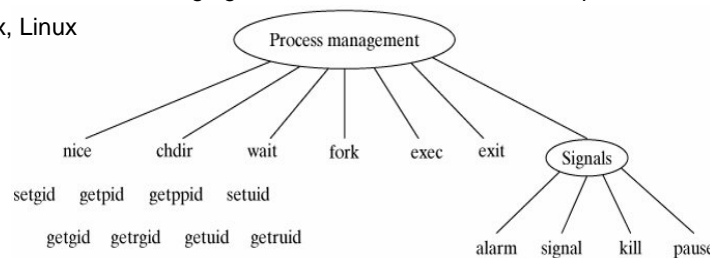 x, Linux
Process management
nice chdir wait fork exec exit
Signals
setgid getpid getppid setuid
getgid getrgid getuid getruid
alarm signal kill pause